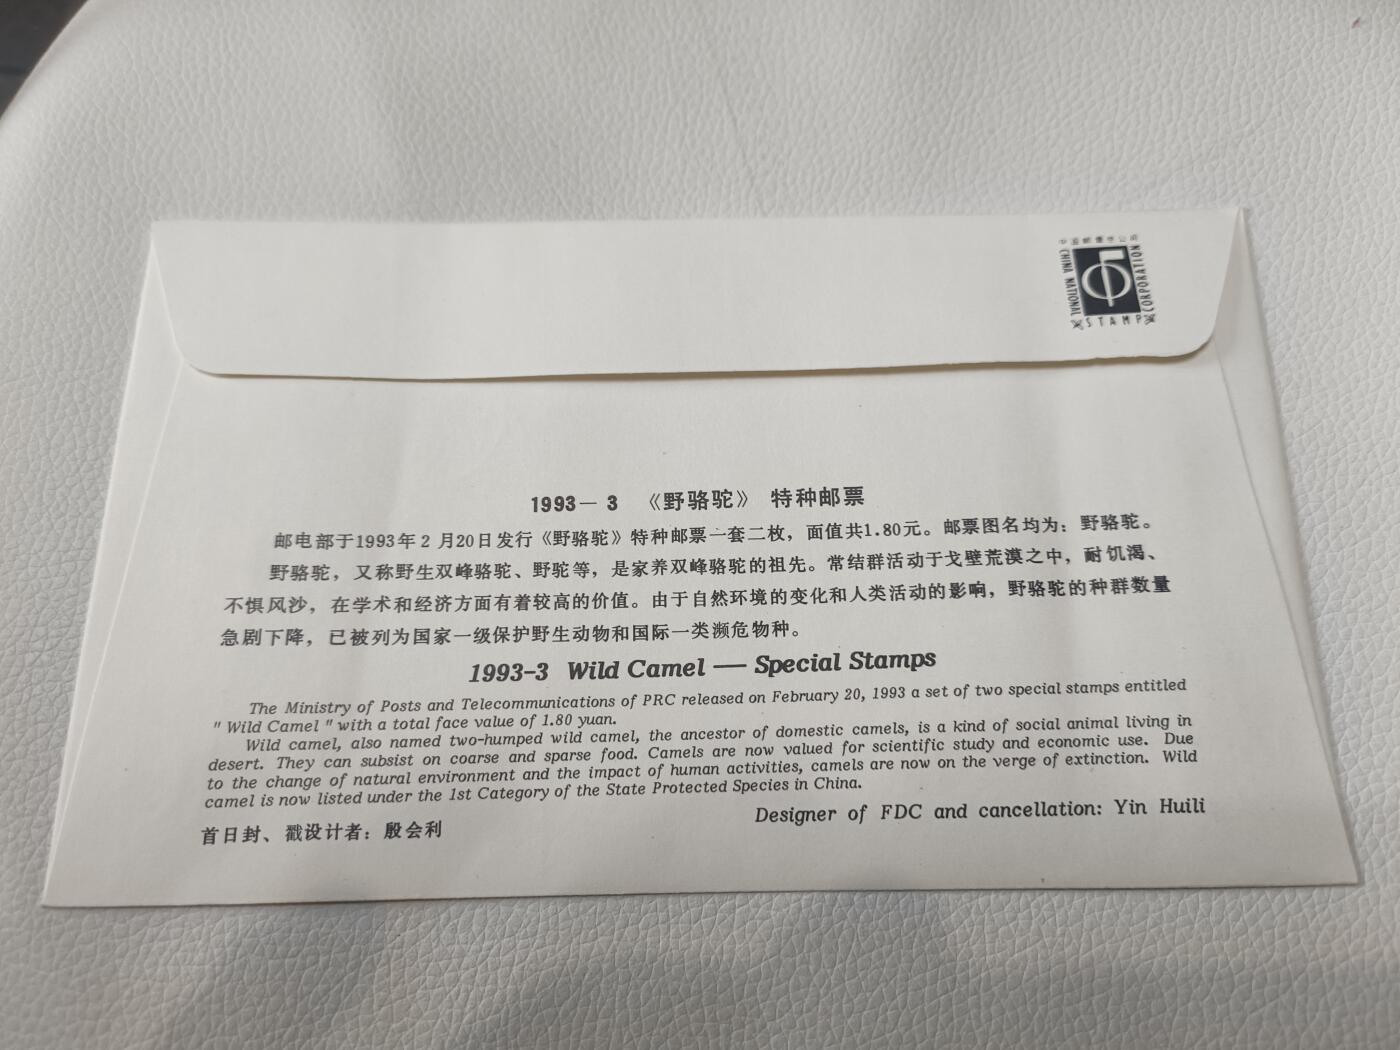 中国邮票总公司
CHINA NATIONAL
STAMP
CORPORATION
1993—3 《野骆驼》 特种邮票
邮电部于1993年2月20日发行《野骆驼》特种邮票一套二枚，面值共1.80元。邮票图名均为：野骆驼。
野骆驼，又称野生双峰骆驼、野驼等，是家养双峰骆驼的祖先。常结群活动于戈壁荒漠之中，耐饥渴、
不惧风沙，在学术和经济方面有着较高的价值。由于自然环境的变化和人类活动的影响，野骆驼的种群数量
急剧下降，已被列为国家一级保护野生动物和国际一类濒危物种。
1993-3 Wild Camel — Special Stamps
The Ministry of Posts and Telecommunications of PRC released on February 20, 1993 a set of two special stamps entitled
" Wild Camel " with a total face value of 1.80 yuan.
Wild camel, also named two-humped wild camel, the ancestor of domestic camels, is a kind of social animal living in
desert. They can subsist on coarse and sparse food. Camels are now valued for scientific study and economic use. Due
to the change of natural environment and the impact of human activities, camels are now on the verge of extinction. Wild
camel is now listed under the 1st Category of the State Protected Species in China.
首日封、戳设计者：殷会利
Designer of FDC and cancellation: Yin Huili